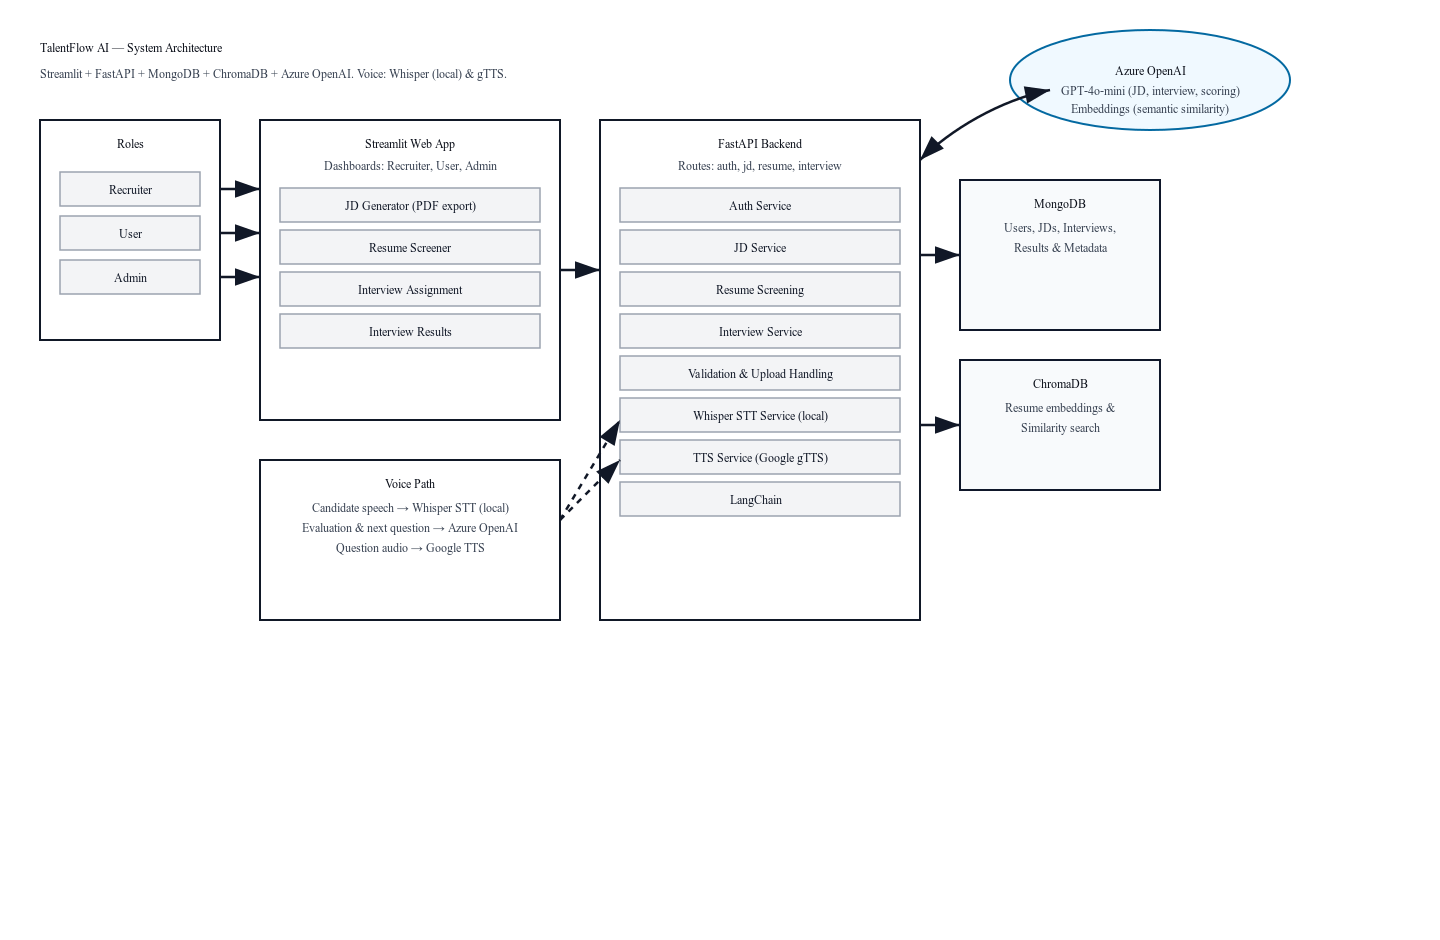 TalentFlow AI — System Architecture
Streamlit + FastAPI + MongoDB + ChromaDB + Azure OpenAI. Voice: Whisper (local) & gTTS.
Azure OpenAI
GPT-4o-mini (JD, interview, scoring)
Embeddings (semantic similarity)
Roles
Recruiter
User
Admin
Streamlit Web App
Dashboards: Recruiter, User, Admin
JD Generator (PDF export)
Resume Screener
Interview Assignment
Interview Results
FastAPI Backend
Routes: auth, jd, resume, interview
Auth Service
JD Service
Resume Screening
Interview Service
Validation & Upload Handling
Whisper STT Service (local)
TTS Service (Google gTTS)
LangChain
MongoDB
Users, JDs, Interviews,
Results & Metadata
ChromaDB
Resume embeddings &
Similarity search
Voice Path
Candidate speech → Whisper STT (local)
Evaluation & next question → Azure OpenAI
Question audio → Google TTS